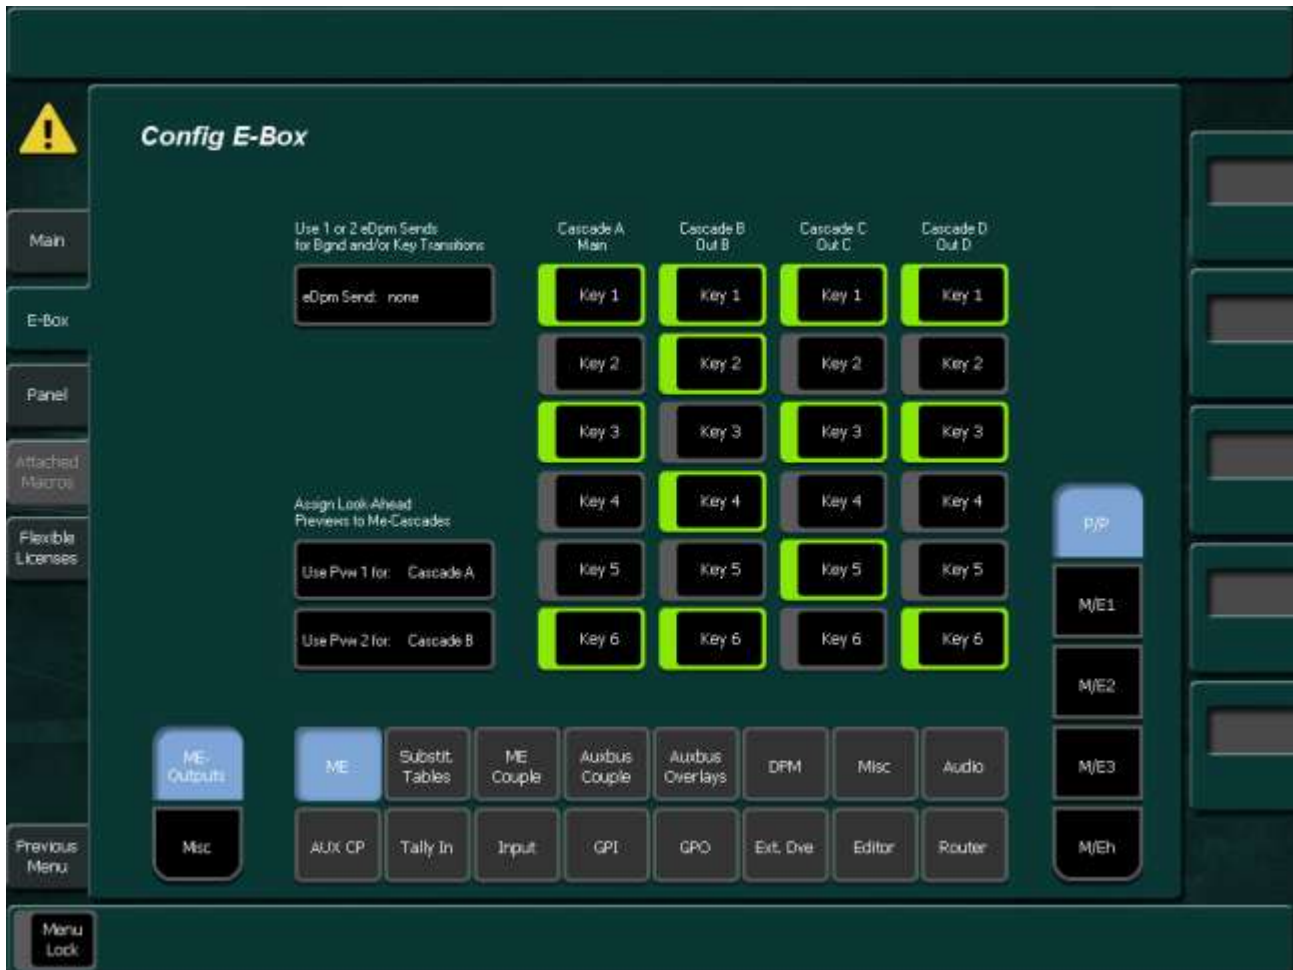 Config E-Box
Main
E-Box
Panel
Attached
Macros
Flexible
Licenses
Previous
Menu
Menu
Lock
Use 1 or 2 eDpm Sends
for Bgnd and/or Key Transitions
eDpm Send: none
Assign Look-Ahead
Previews to Me-Cascades
Use Pvw 1 for: Cascade A
Use Pvw 2 for: Cascade B
Cascade A
Main
Cascade B
Out B
Cascade C
Out C
Cascade D
Out D
Key 1 Key 1 Key 1 Key 1
Key 2 Key 2 Key 2 Key 2
Key 3 Key 3 Key 3 Key 3
Key 4 Key 4 Key 4 Key 4
Key 5 Key 5 Key 5 Key 5
Key 6 Key 6 Key 6 Key 6
P/P
M/E1
M/E2
M/E3
M/Eh
ME-
Outputs
Misc
ME
Substit.
Tables
ME
Couple
Auxbus
Couple
Auxbus
Overlays
DPM
Misc
Audio
AUX CP
Tally In
Input
GPI
GPO
Ext. Dve
Editor
Router